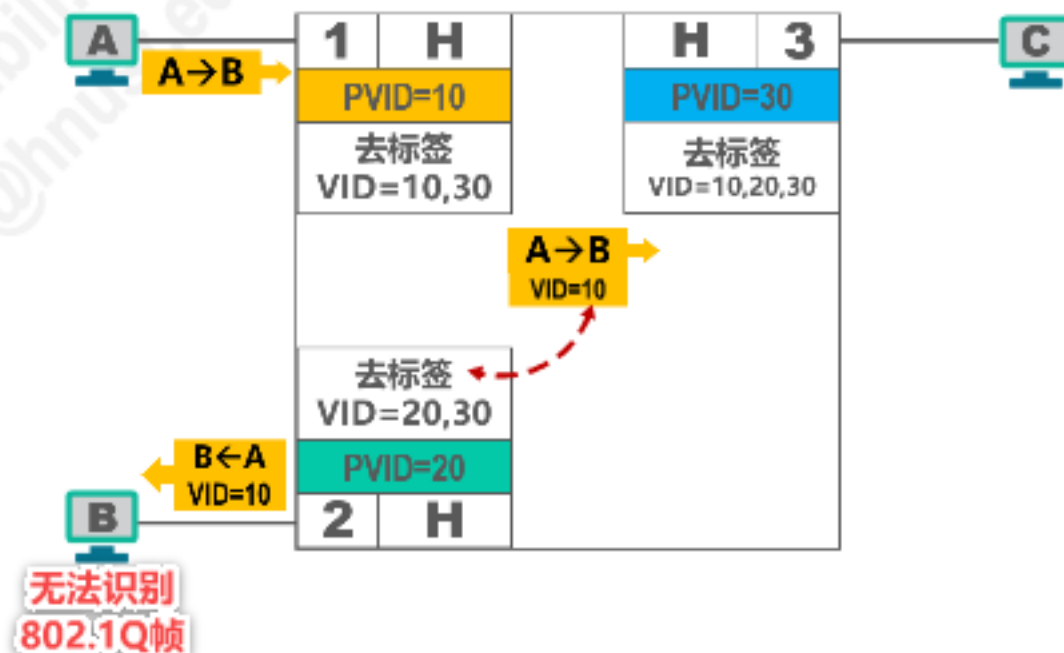 A
1 H
H 3
C
A→B
PVID=10
PVID=30
去标签
VID=10,30
去标签
VID=10,20,30
A→B
VID=10
去标签
VID=20,30
B←A
VID=10
PVID=20
B
2 H
无法识别
802.1Q帧